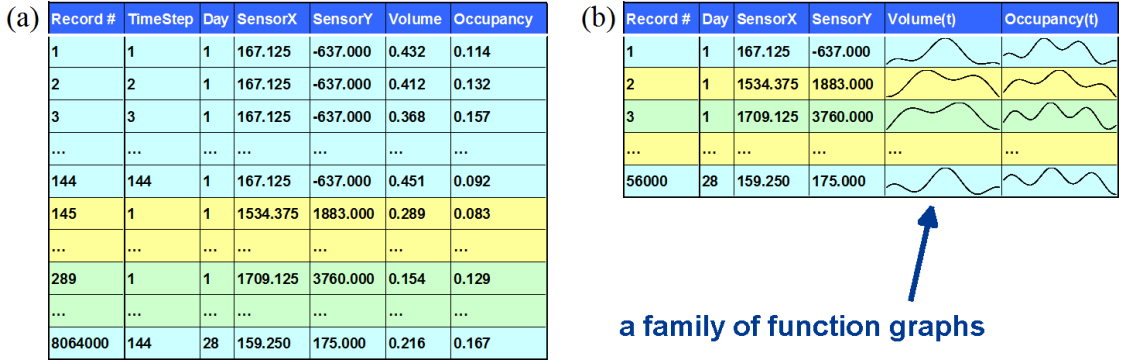 (a)
Record # TimeStep Day SensorX SensorY Volume Occupancy
1 1 1 167.125 -637.000 0.432 0.114
2 2 1 167.125 -637.000 0.412 0.132
3 3 1 167.125 -637.000 0.368 0.157
... ... ... ... ... ... ...
144 144 1 167.125 -637.000 0.451 0.092
145 1 1 1534.375 1883.000 0.289 0.083
... ... ... ... ... ... ...
289 1 1 1709.125 3760.000 0.154 0.129
... ... ... ... ... ... ...
8064000 144 28 159.250 175.000 0.216 0.167
(b)
Record # Day SensorX SensorY Volume(t) Occupancy(t)
1 1 167.125 -637.000
2 1 1534.375 1883.000
3 1 1709.125 3760.000
... ... ... ... ... ...
56000 28 159.250 175.000
a family of function graphs